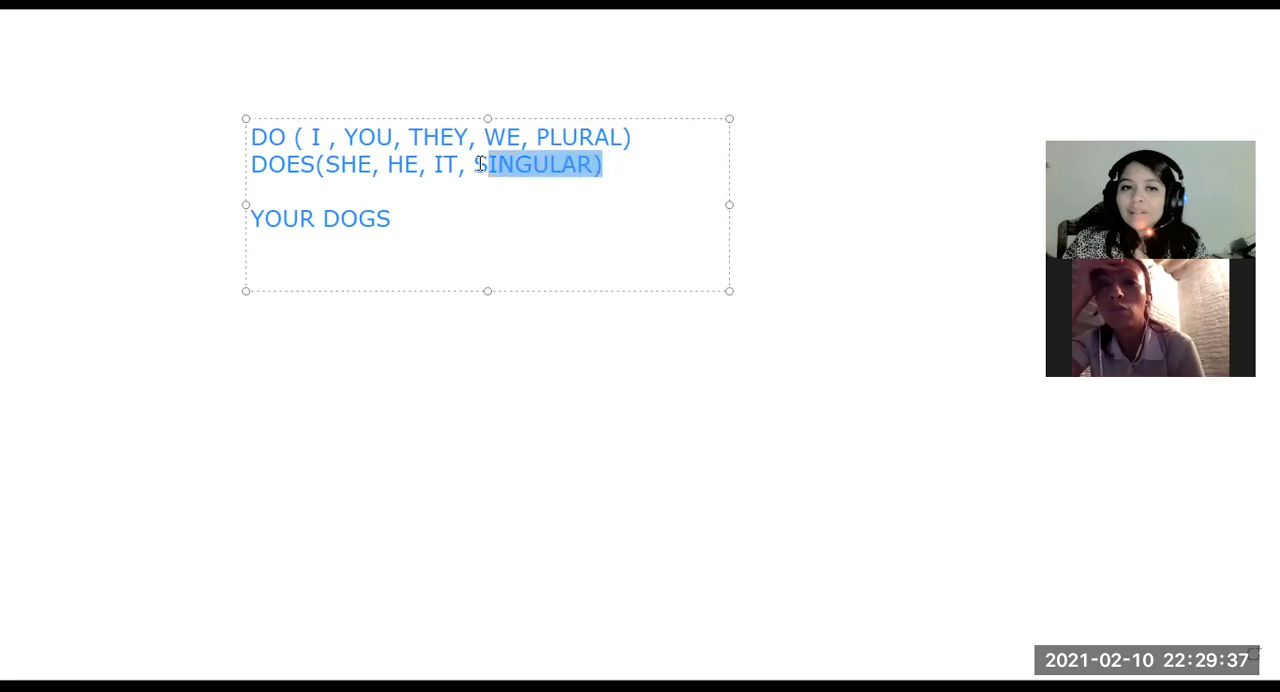 DO ( I , YOU, THEY, WE, PLURAL)
DOES(SHE, HE, IT, SINGULAR)
YOUR DOGS
2021-02-10 22:29:37